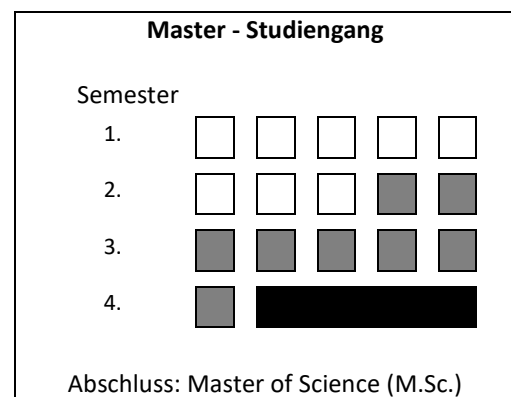 Master - Studiengang
Semester
1.
2.
3.
4.
Abschluss: Master of Science (M.Sc.)